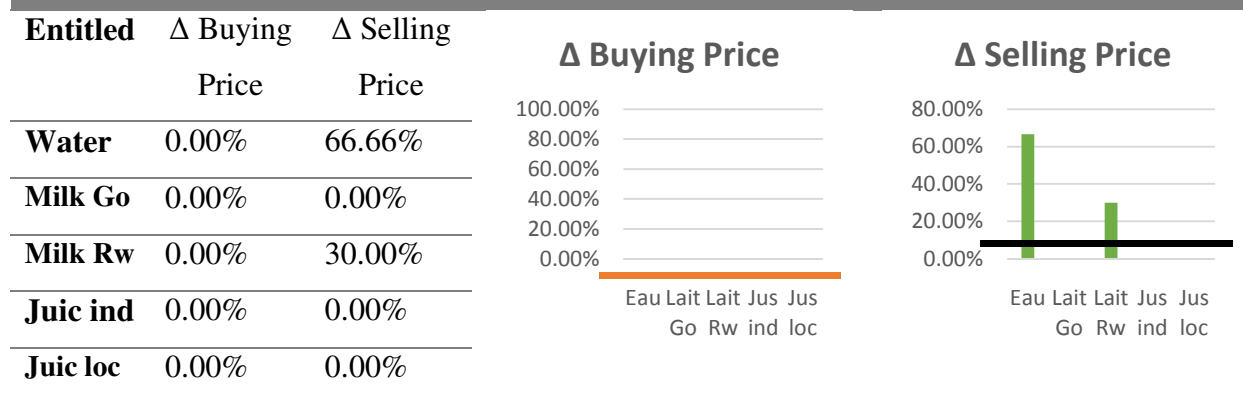 Entitled Δ Buying Price Δ Selling Price
Water 0.00% 66.66%
Milk Go 0.00% 0.00%
Milk Rw 0.00% 30.00%
Juic ind 0.00% 0.00%
Juic loc 0.00% 0.00%
Δ Buying Price
100.00%
80.00%
60.00%
40.00%
20.00%
0.00%
Eau Lait Lait Jus Jus
Go Rw ind loc
Δ Selling Price
80.00%
60.00%
40.00%
20.00%
0.00%
Eau Lait Lait Jus Jus
Go Rw ind loc